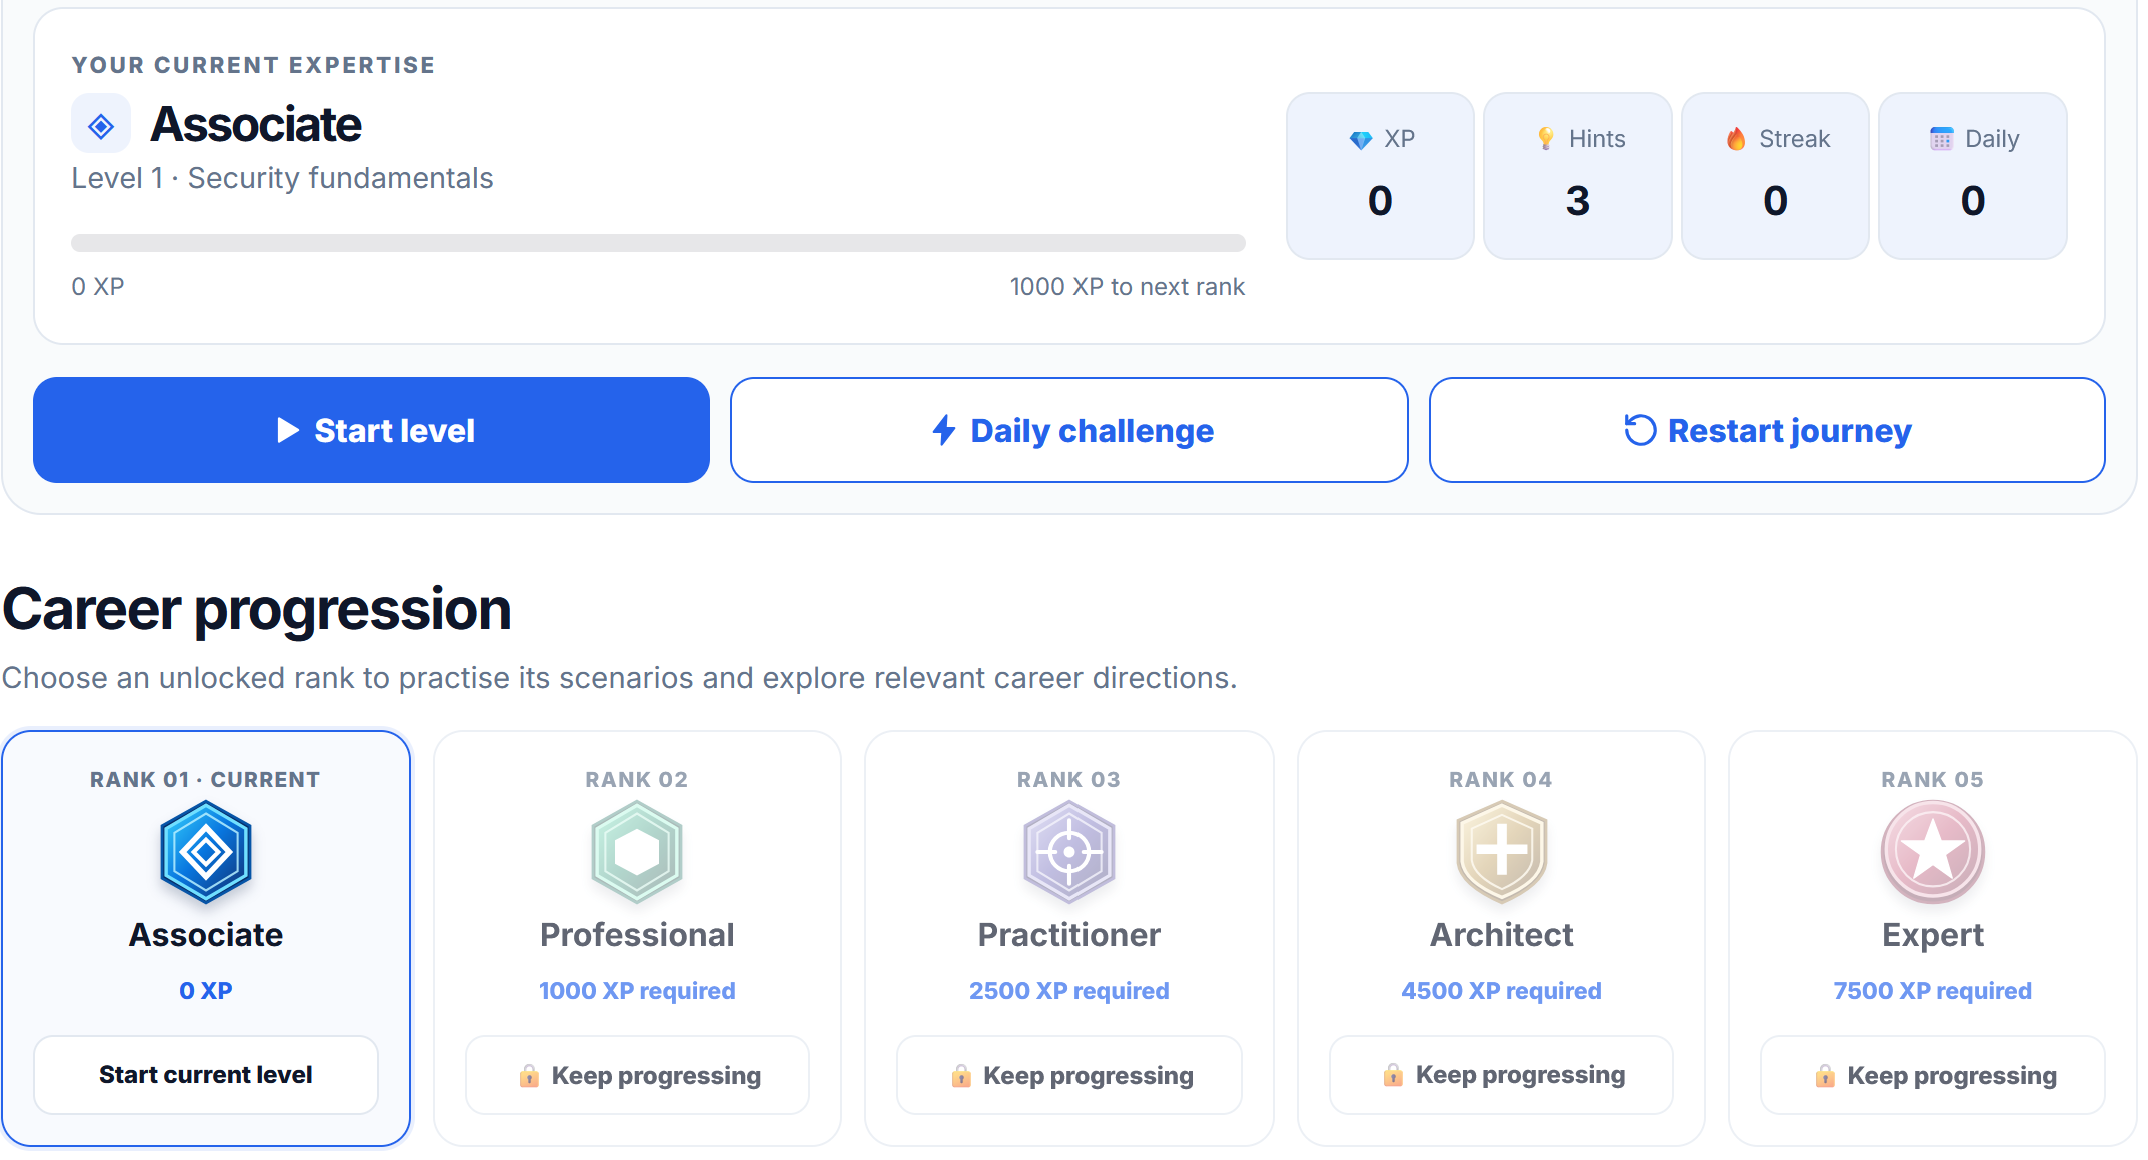 YOUR CURRENT EXPERTISE
Associate
Level 1 · Security fundamentals
0 XP
1000 XP to next rank
XP
0
Hints
3
Streak
0
Daily
0
Start level
Daily challenge
Restart journey
Career progression
Choose an unlocked rank to practise its scenarios and explore relevant career directions.
RANK 01 · CURRENT
Associate
0 XP
Start current level
RANK 02
Professional
1000 XP required
Keep progressing
RANK 03
Practitioner
2500 XP required
Keep progressing
RANK 04
Architect
4500 XP required
Keep progressing
RANK 05
Expert
7500 XP required
Keep progressing